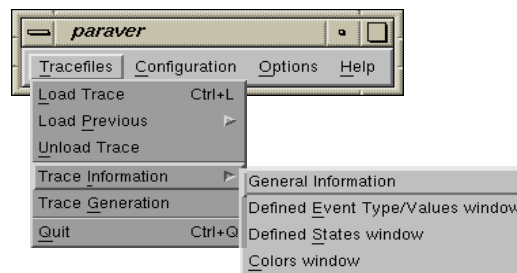 paraver
Tracefiles Configuration Options Help
Load Trace Ctrl+L
Load Previous
Unload Trace
Trace Information
General Information
Trace Generation
Defined Event Type/Values window
Quit Ctrl+Q
Defined States window
Colors window